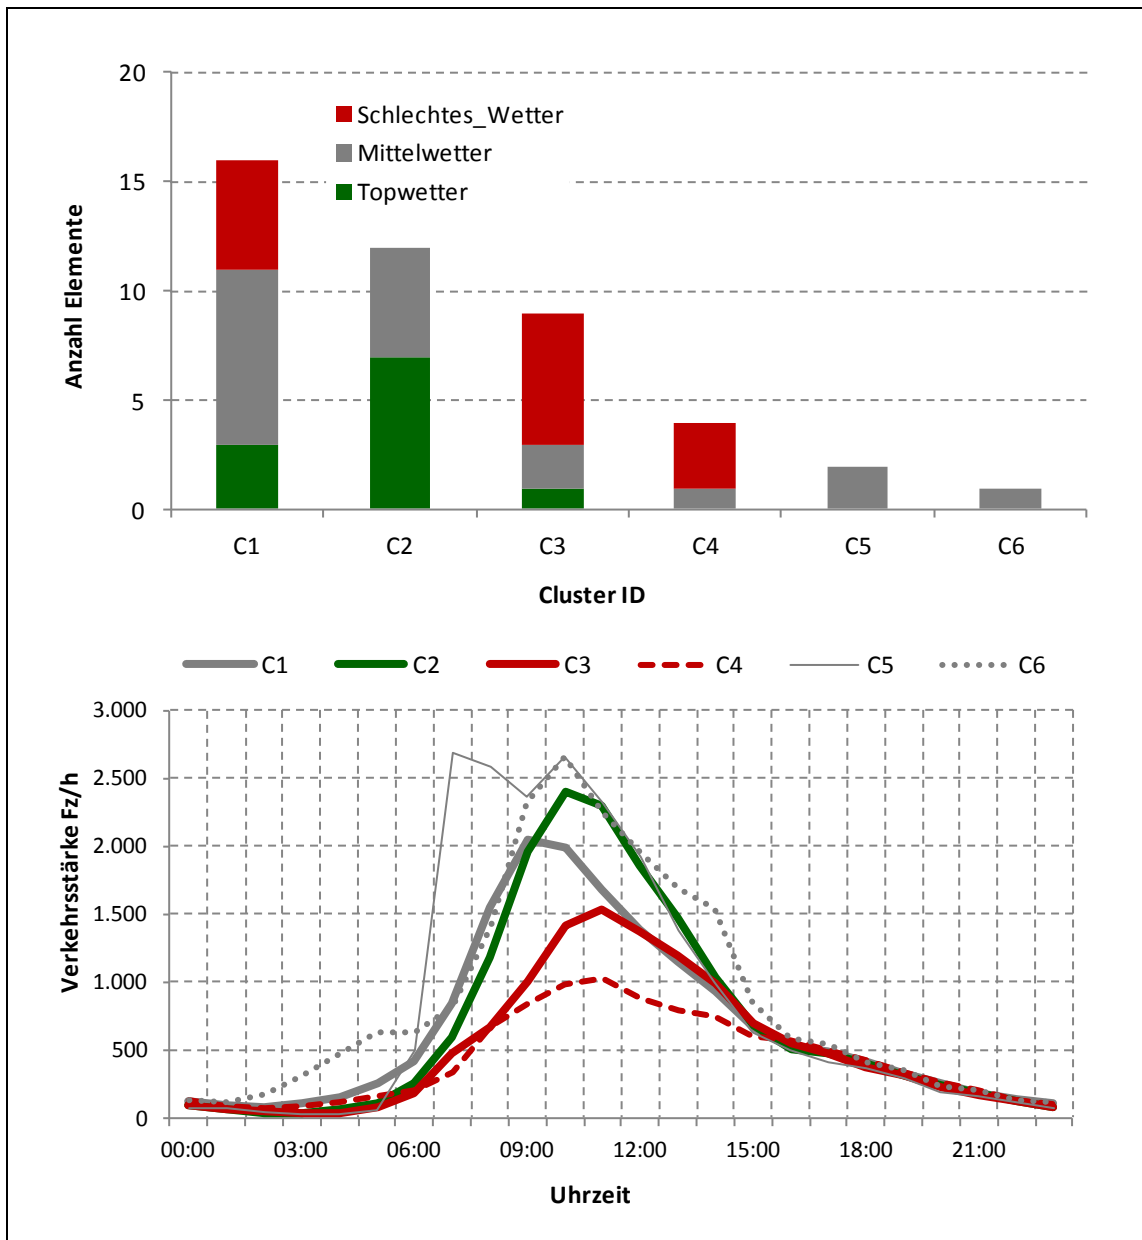 20
15
10
5
0
Anzahl Elemente
Schlechtes_Wetter
Mittelwetter
Topwetter
C1 C2 C3 C4 C5 C6
Cluster ID
C1 C2 C3 C4 C5 C6
3.000
2.500
2.000
1.500
1.000
500
0
Verkehrsstärke Fz/h
00:00 03:00 06:00 09:00 12:00 15:00 18:00 21:00
Uhrzeit